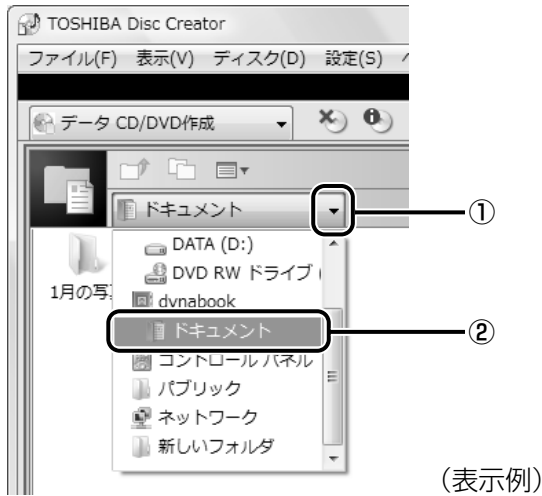 TOSHIBA Disc Creator
ファイル(F) 表示(V) ディスク(D) 設定(S)
データ CD/DVD作成
ドキュメント
①
1月の写
DATA (D:)
DVD RW ドライブ (
dynabook
ドキュメント
②
コントロール パネル
パブリック
ネットワーク
新しいフォルダ
(表示例)